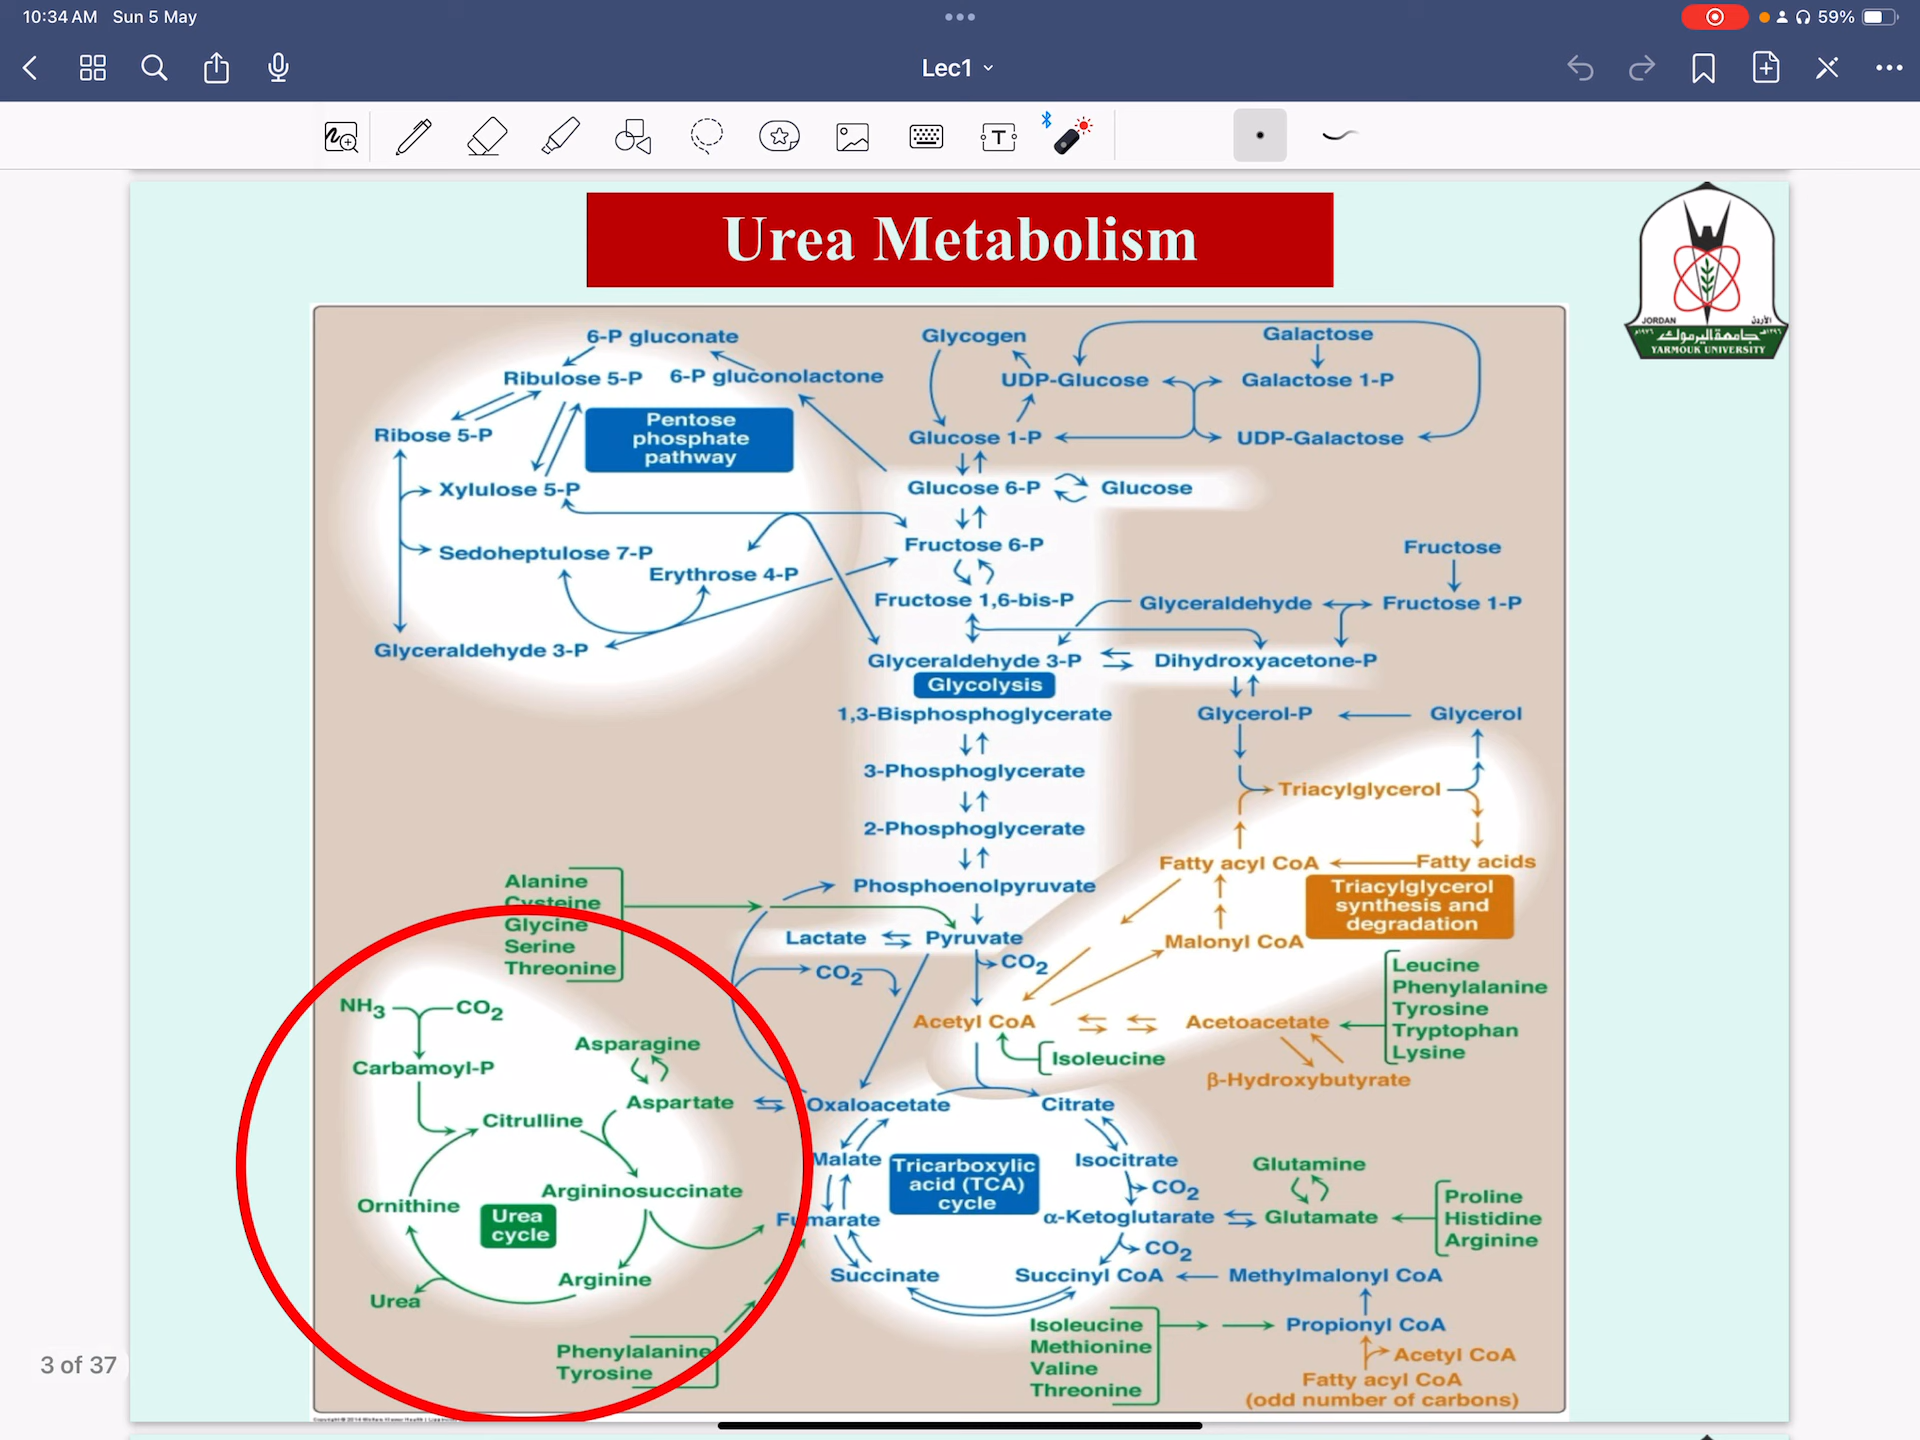 10:34 AM Sun 5 May
59%
Lec1
T
Urea Metabolism
JORDAN الأردن
جامعة اليرموك
YARMOUK UNIVERSITY
6-P gluconate
Ribulose 5-P
6-P gluconolactone
Ribose 5-P
Pentose
phosphate
pathway
Xylulose 5-P
Sedoheptulose 7-P
Erythrose 4-P
Glyceraldehyde 3-P
Glycogen
Galactose
UDP-Glucose
Galactose 1-P
Glucose 1-P
UDP-Galactose
Glucose 6-P
Glucose
Fructose 6-P
Fructose
Fructose 1,6-bis-P
Glyceraldehyde
Fructose 1-P
Glyceraldehyde 3-P
Dihydroxyacetone-P
Glycolysis
1,3-Bisphosphoglycerate
Glycerol-P
Glycerol
3-Phosphoglycerate
Triacylglycerol
2-Phosphoglycerate
Fatty acyl CoA
Fatty acids
Phosphoenolpyruvate
Triacylglycerol
synthesis and
degradation
Alanine
Cysteine
Glycine
Serine
Threonine
Lactate
Pyruvate
Malonyl CoA
CO2
CO2
Leucine
Phenylalanine
Tyrosine
Tryptophan
Lysine
Acetyl CoA
Acetoacetate
Isoleucine
β-Hydroxybutyrate
NH3
CO2
Carbamoyl-P
Asparagine
Aspartate
Citrulline
Argininosuccinate
Ornithine
Urea
cycle
Arginine
Urea
Phenylalanine
Tyrosine
Oxaloacetate
Citrate
Malate
Tricarboxylic
acid (TCA)
cycle
Isocitrate
CO2
Fumarate
α-Ketoglutarate
Glutamine
Glutamate
Proline
Histidine
Arginine
CO2
Succinate
Succinyl CoA
Methylmalonyl CoA
Isoleucine
Methionine
Valine
Threonine
Propionyl CoA
Acetyl CoA
Fatty acyl CoA
(odd number of carbons)
3 of 37